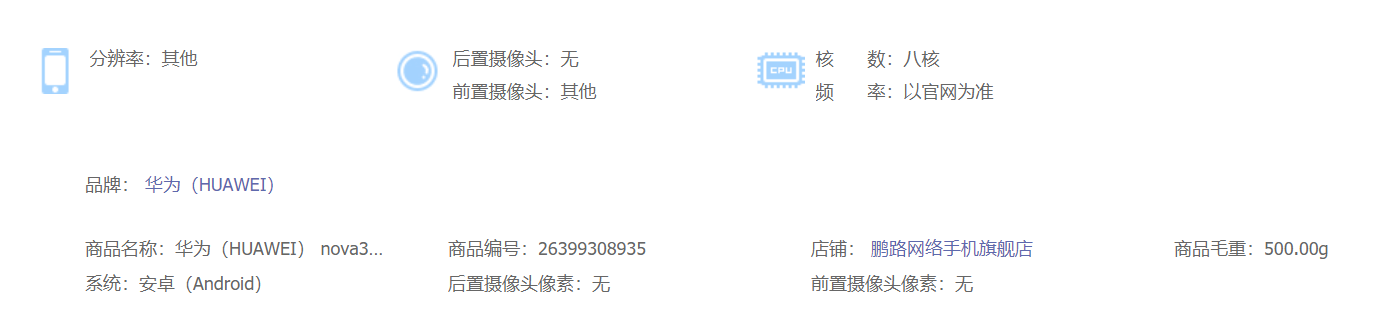 分辨率：其他
后置摄像头：无
前置摄像头：其他
CPU
核 数：八核
频 率：以官网为准
品牌： 华为（HUAWEI）
商品名称：华为（HUAWEI） nova3...
商品编号：26399308935
店铺： 鹏路网络手机旗舰店
商品毛重：500.00g
系统：安卓（Android）
后置摄像头像素：无
前置摄像头像素：无